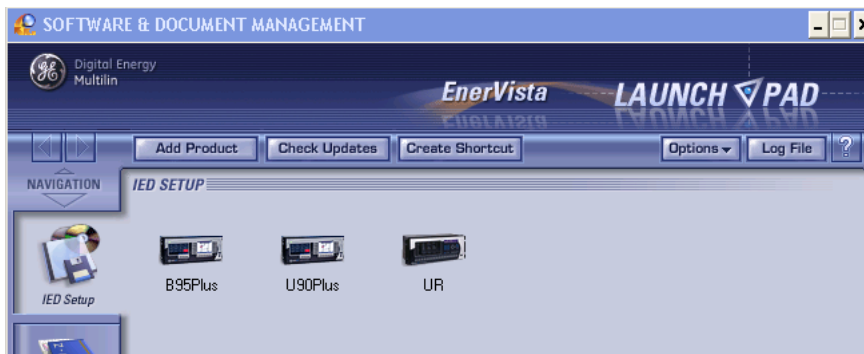 SOFTWARE & DOCUMENT MANAGEMENT
Digital Energy
Multilin
EnerVista LAUNCH PAD
Add Product Check Updates Create Shortcut Options Log File ?
NAVIGATION
IED SETUP
IED Setup
B95Plus U90Plus UR